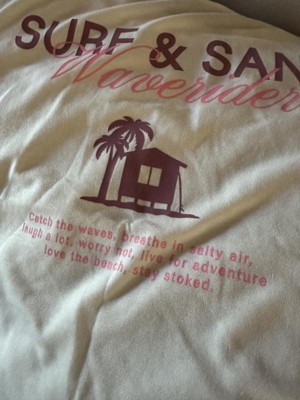 SURF & SAN
Waverider
Catch the waves, breathe in salty air,
laugh a lot, worry not, live for adventure
love the beach, stay stoked.